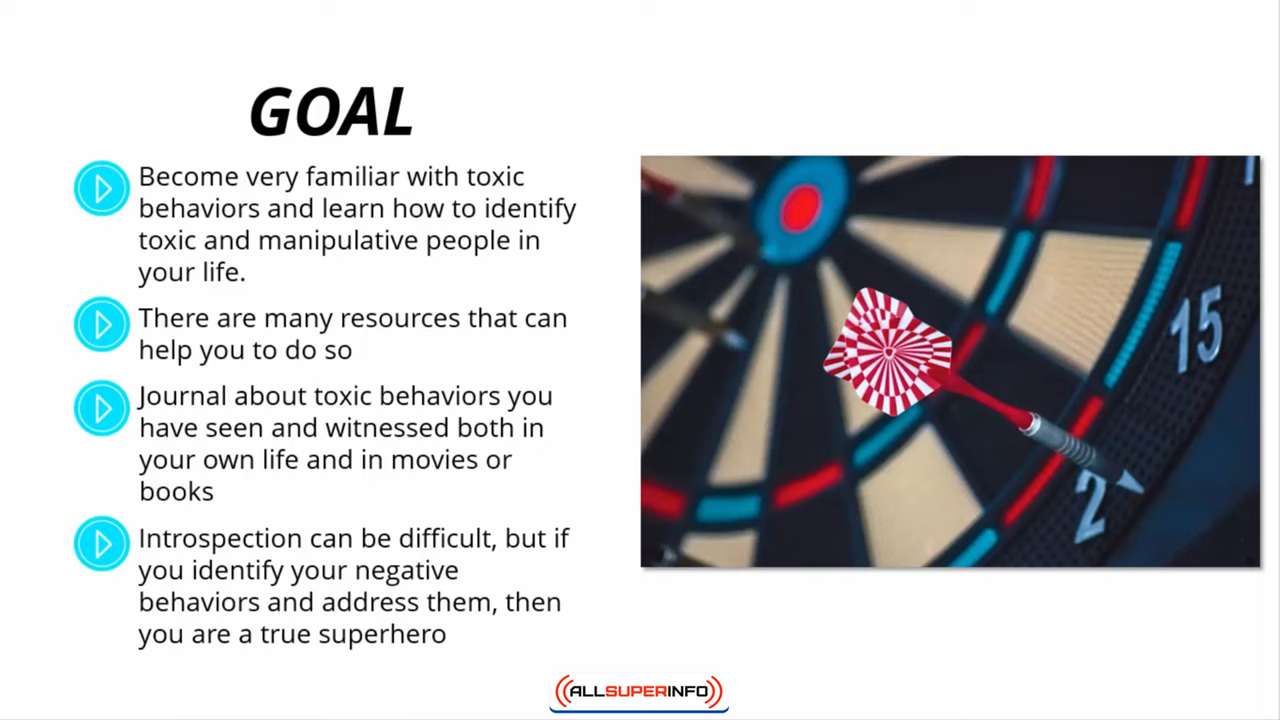 GOAL
Become very familiar with toxic
behaviors and learn how to identify
toxic and manipulative people in
your life.
There are many resources that can
help you to do so
Journal about toxic behaviors you
have seen and witnessed both in
your own life and in movies or
books
Introspection can be difficult, but if
you identify your negative
behaviors and address them, then
you are a true superhero
15
2
ALLSUPERINFO